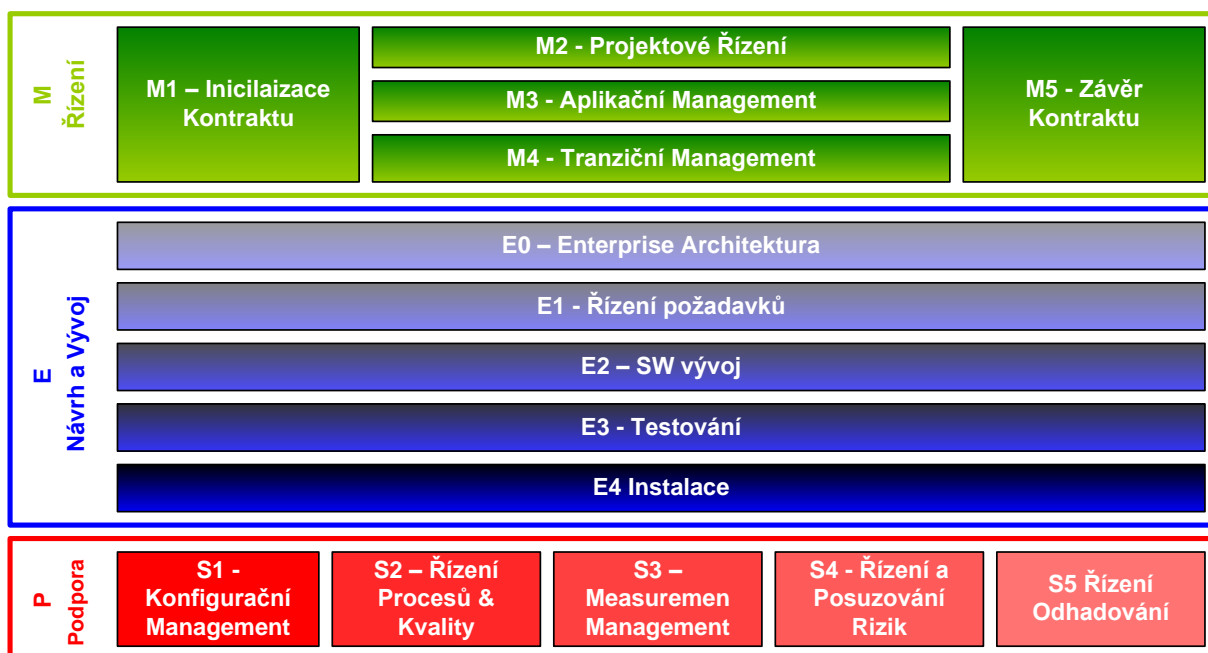 M
Řízení
M1 – Inicilaizace
Kontraktu
M2 - Projektové Řízení
M3 - Aplikační Management
M4 - Tranziční Management
M5 - Závěr
Kontraktu
E
Návrh a Vývoj
E0 – Enterprise Architektura
E1 - Řízení požadavků
E2 – SW vývoj
E3 - Testování
E4 Instalace
P
Podpora
S1 -
Konfigurační
Management
S2 – Řízení
Procesů &
Kvality
S3 –
Measuremen
Management
S4 - Řízení a
Posuzování
Rizik
S5 Řízení
Odhadování